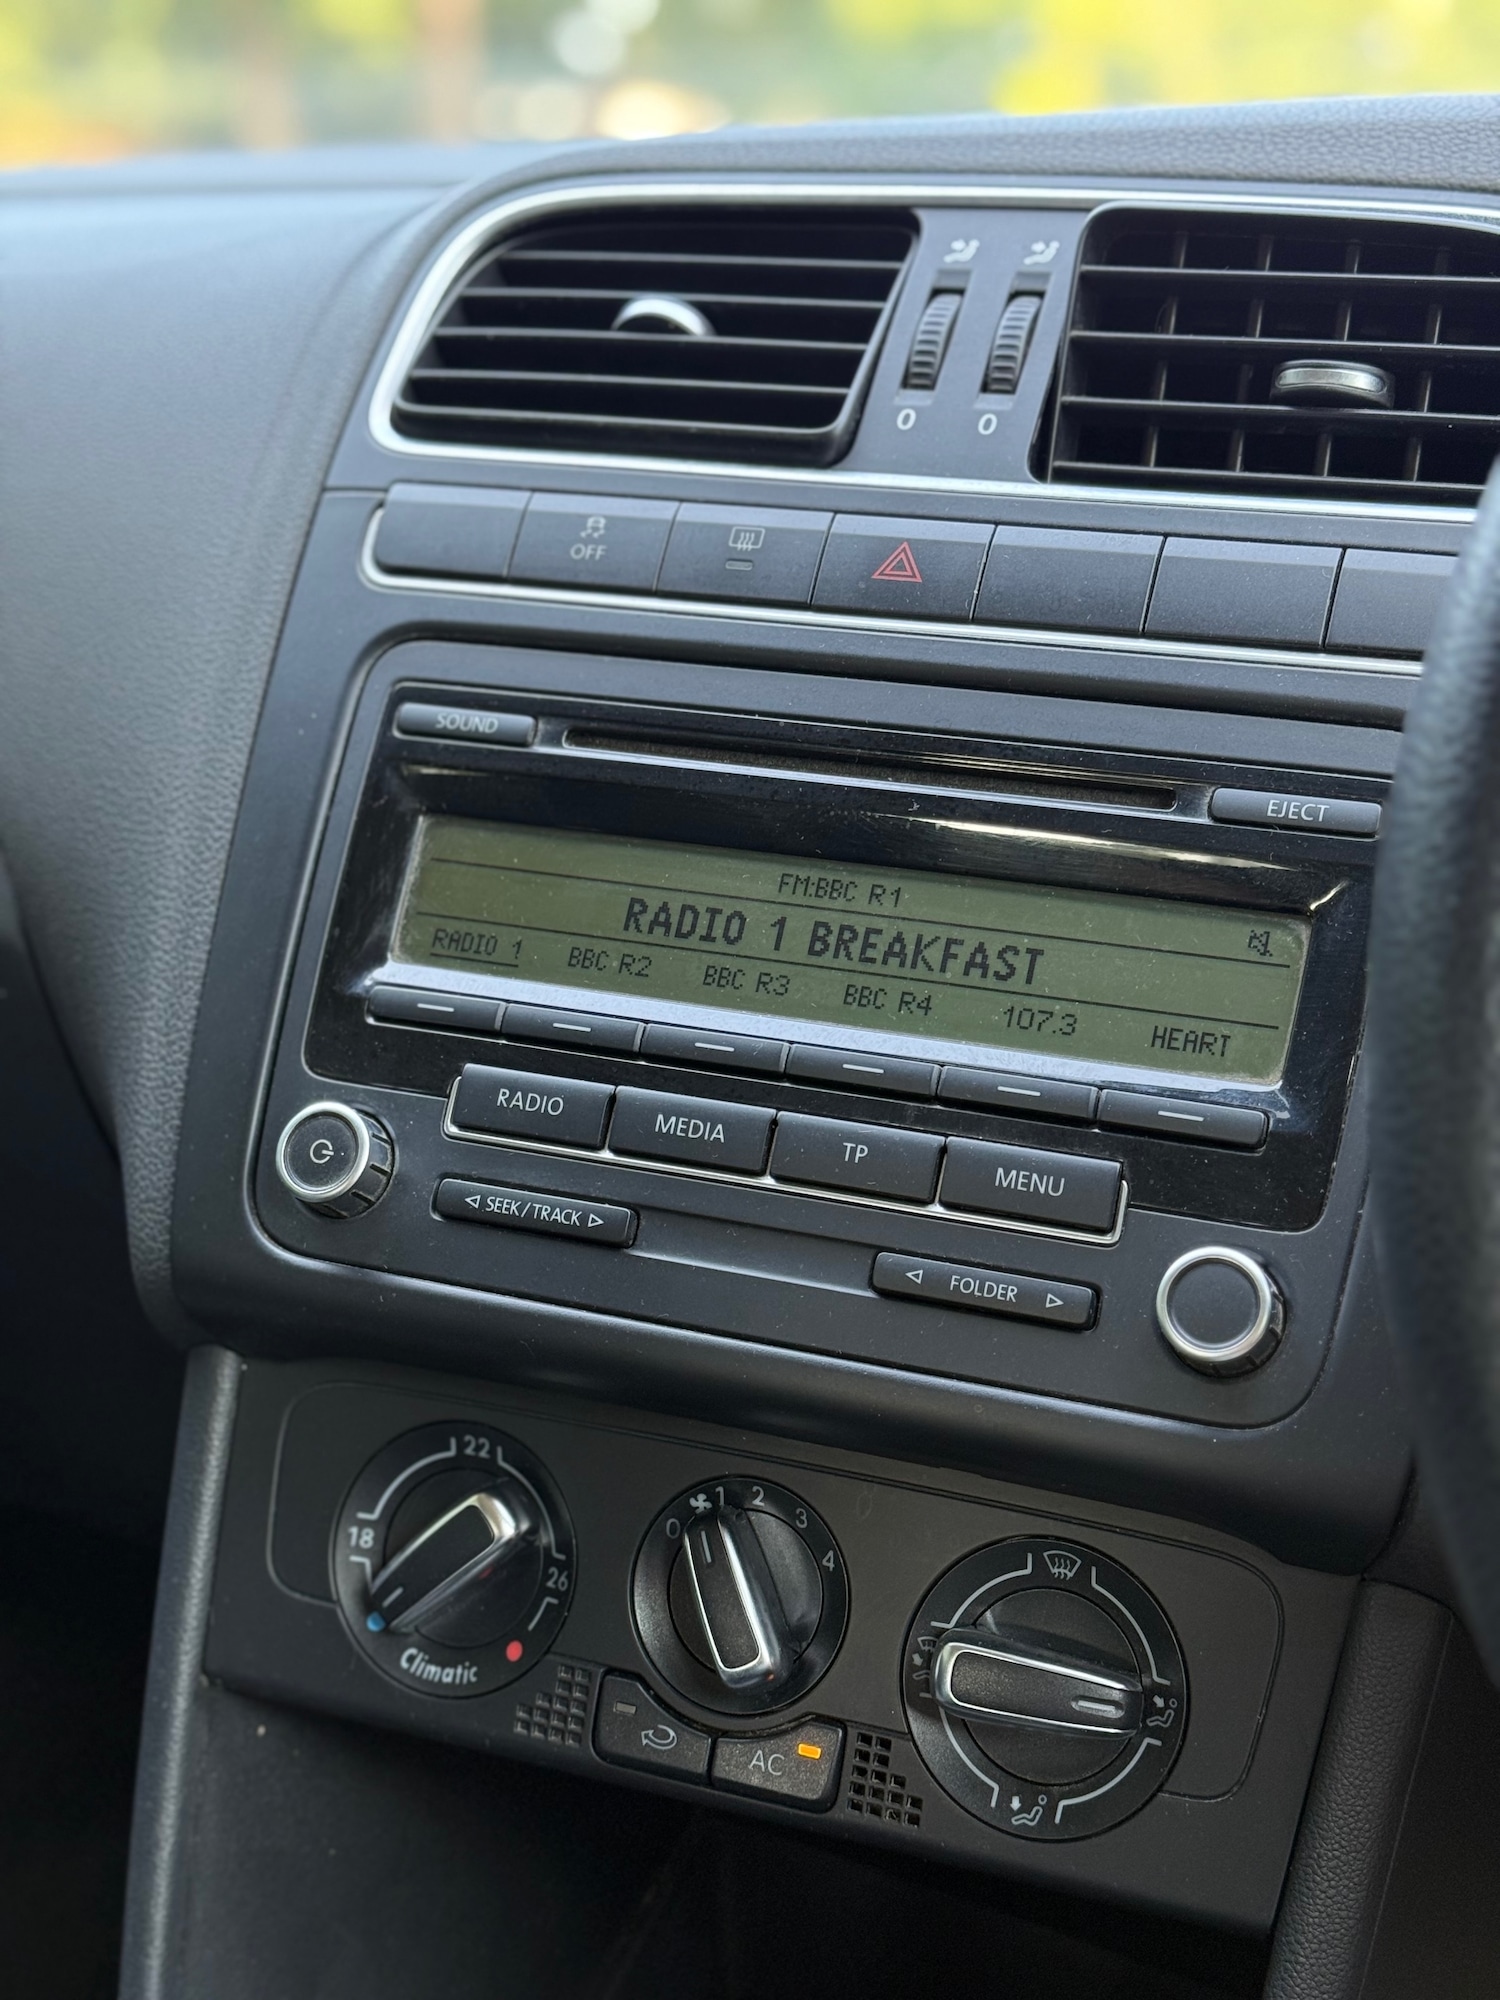 0 0
OFF
SOUND
EJECT
FM:BBC R1
RADIO 1 BREAKFAST
RADIO 1 BBC R2 BBC R3 BBC R4 107.3 HEART
RADIO MEDIA TP MENU
SEEK/TRACK
FOLDER
22
18
26
Climatic
0 1 2 3 4
AC